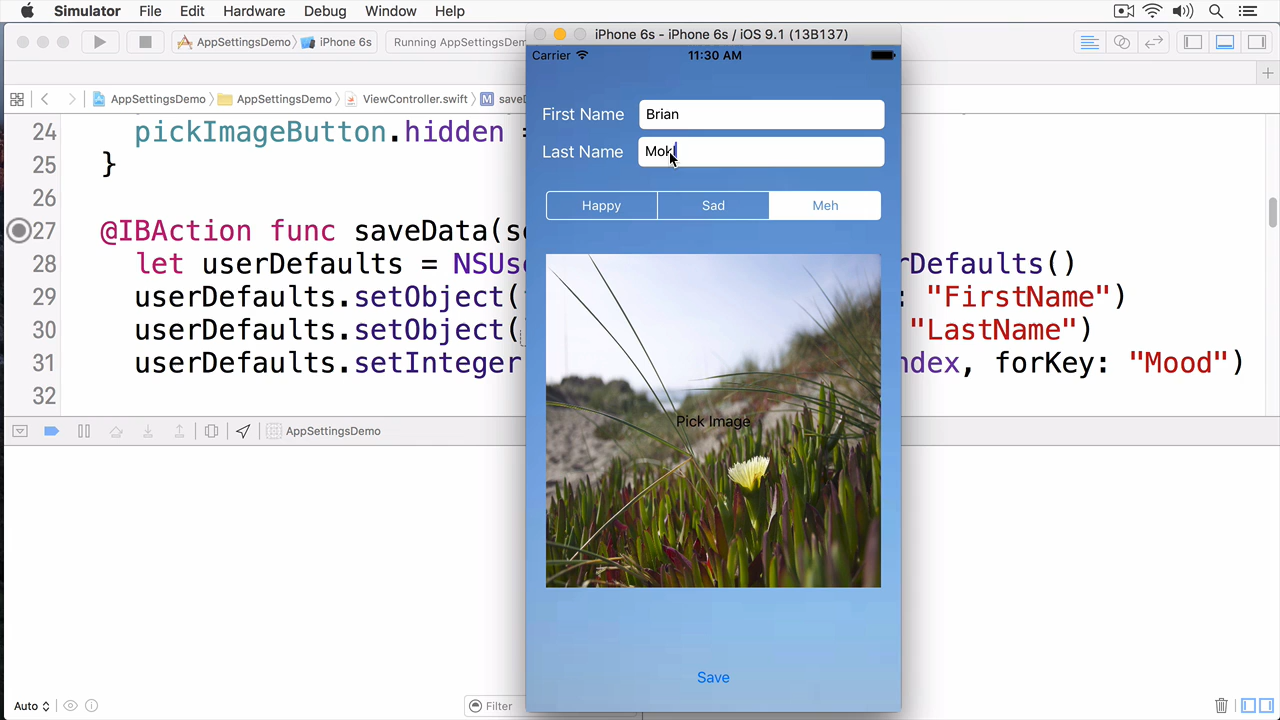 Simulator File Edit Hardware Debug Window Help
AppSettingsDemo iPhone 6s Running AppSettingsDem
iPhone 6s - iPhone 6s / iOS 9.1 (13B137)
Carrier 11:30 AM
AppSettingsDemo AppSettingsDemo ViewController.swift M
First Name Brian
Last Name
Happy Sad Meh
Pick Image
Save
24 pickImageButton.hidden =
25 }
26
27 @IBAction func saveData(se
28 let userDefaults = NSUse rDefaults()
29 userDefaults.setObject( : "FirstName")
30 userDefaults.setObject( "LastName")
31 userDefaults.setInteger ndex, forKey: "Mood")
32
AppSettingsDemo
Auto Filter